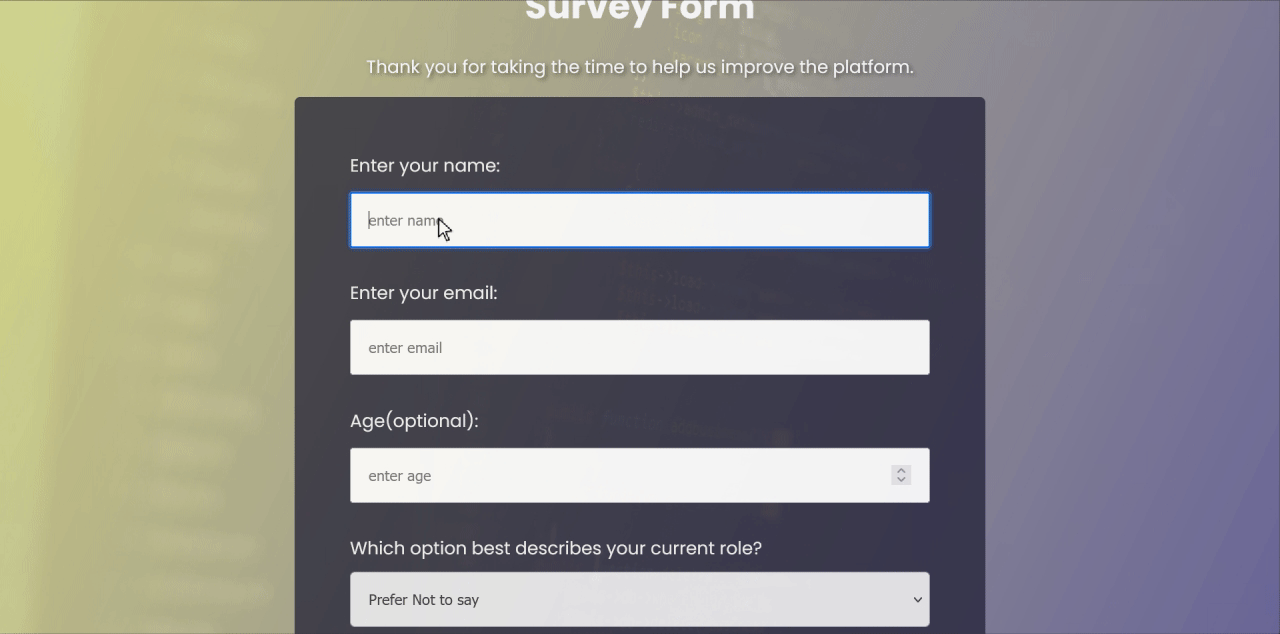 Survey Form
Thank you for taking the time to help us improve the platform.
Enter your name:
enter name
Enter your email:
enter email
Age(optional):
enter age
Which option best describes your current role?
Prefer Not to say